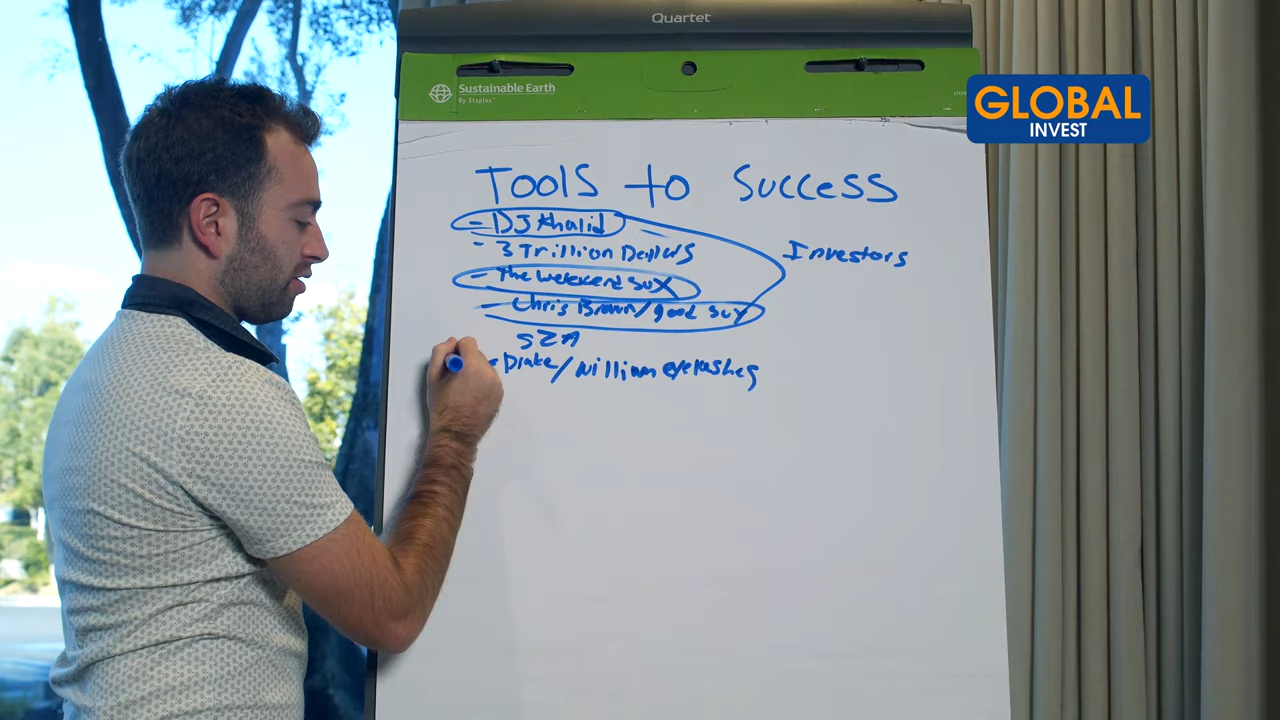 Quartet
Sustainable Earth
By Staples™
GLOBAL
INVEST
Tools to Success
- DJ Khalid
- 3 Trillion Dollars
Investors
- The Weekend SUX
- Chris Brown/good guy
SZA
- Drake/Million eyelashes